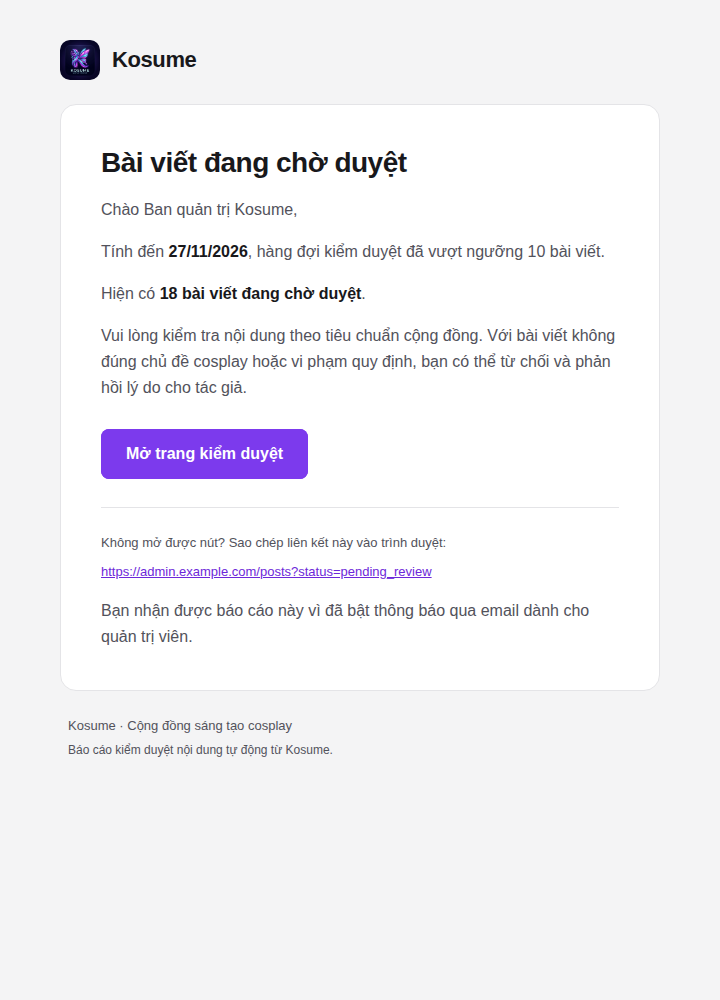 KOSUME
Kosume
Bài viết đang chờ duyệt
Chào Ban quản trị Kosume,
Tính đến 27/11/2026, hàng đợi kiểm duyệt đã vượt ngưỡng 10 bài viết.
Hiện có 18 bài viết đang chờ duyệt.
Vui lòng kiểm tra nội dung theo tiêu chuẩn cộng đồng. Với bài viết không
đúng chủ đề cosplay hoặc vi phạm quy định, bạn có thể từ chối và phản
hồi lý do cho tác giả.
Mở trang kiểm duyệt
Không mở được nút? Sao chép liên kết này vào trình duyệt:
https://admin.example.com/posts?status=pending_review
Bạn nhận được báo cáo này vì đã bật thông báo qua email dành cho
quản trị viên.
Kosume · Cộng đồng sáng tạo cosplay
Báo cáo kiểm duyệt nội dung tự động từ Kosume.